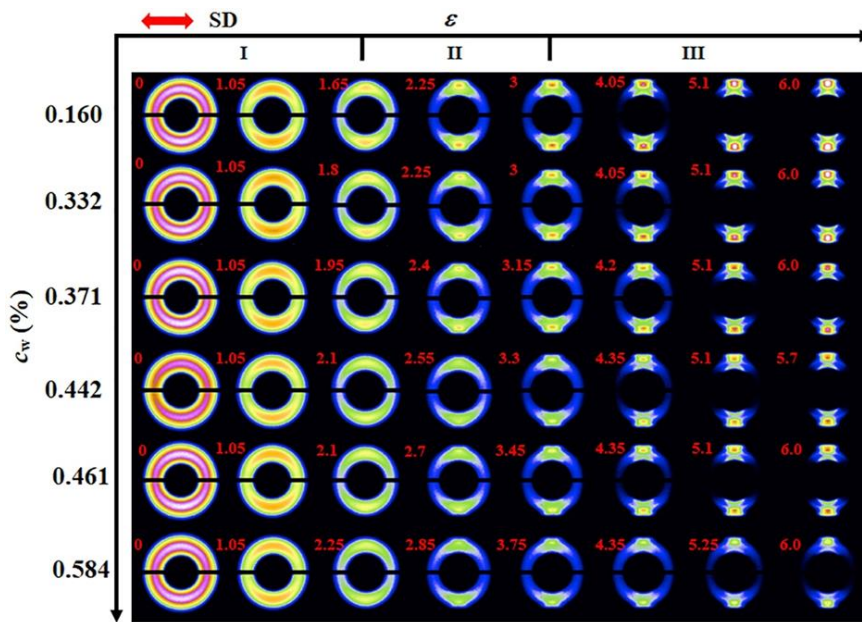 SD ε
I II III
0.160 0 1.05 1.65 2.25 3 4.05 5.1 6.0
0.332 0 1.05 1.8 2.25 3 4.05 5.1 6.0
0.371 0 1.05 1.95 2.4 3.15 4.2 5.1 6.0
0.442 0 1.05 2.1 2.55 3.3 4.35 5.1 5.7
0.461 0 1.05 2.1 2.7 3.45 4.35 5.1 6.0
0.584 0 1.05 2.25 2.85 3.75 4.35 5.25 6.0
cw (%)